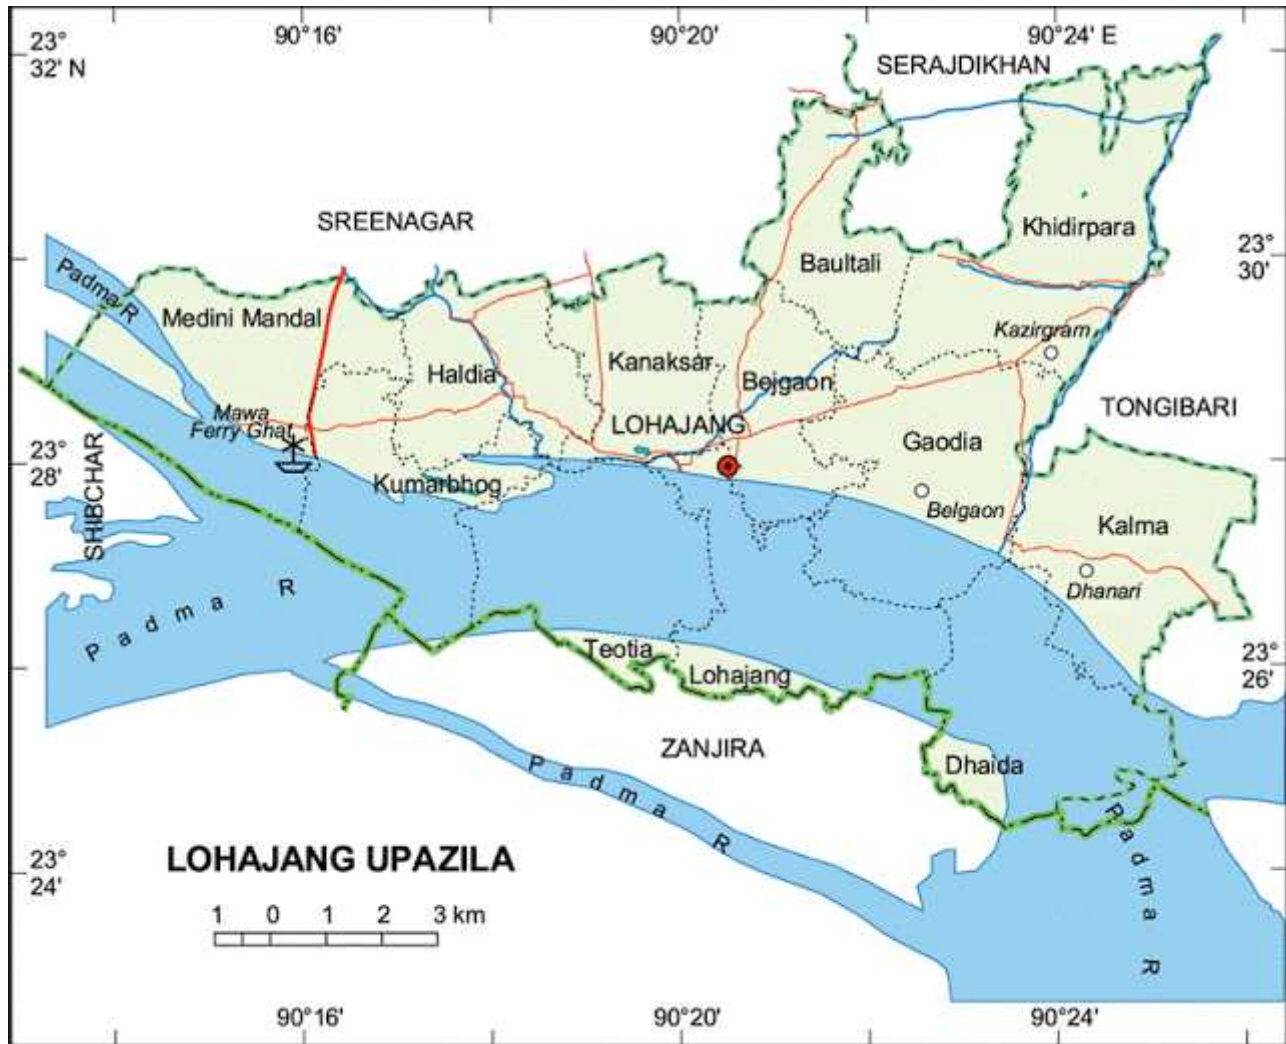 90°16' 90°20' 90°24' E
23°
32' N
SERAJDIKHAN
SREENAGAR
Khidirpara
23°
30'
Baultali
Padma R
Medini Mandal
Kazirgram
Kanaksar
Haldia
Bejgaon
TONGIBARI
Mawa
Ferry Ghat
LOHAJANG
Gaodia
23°
28'
SHIBCHAR
Kumarbhog
Belgaon
Kalma
Dhanari
Padma R
Teotia
Lohajang
23°
26'
ZANJIRA
Dhaida
Padma R
Padma R
LOHAJANG UPAZILA
23°
24'
1 0 1 2 3 km
90°16' 90°20' 90°24'